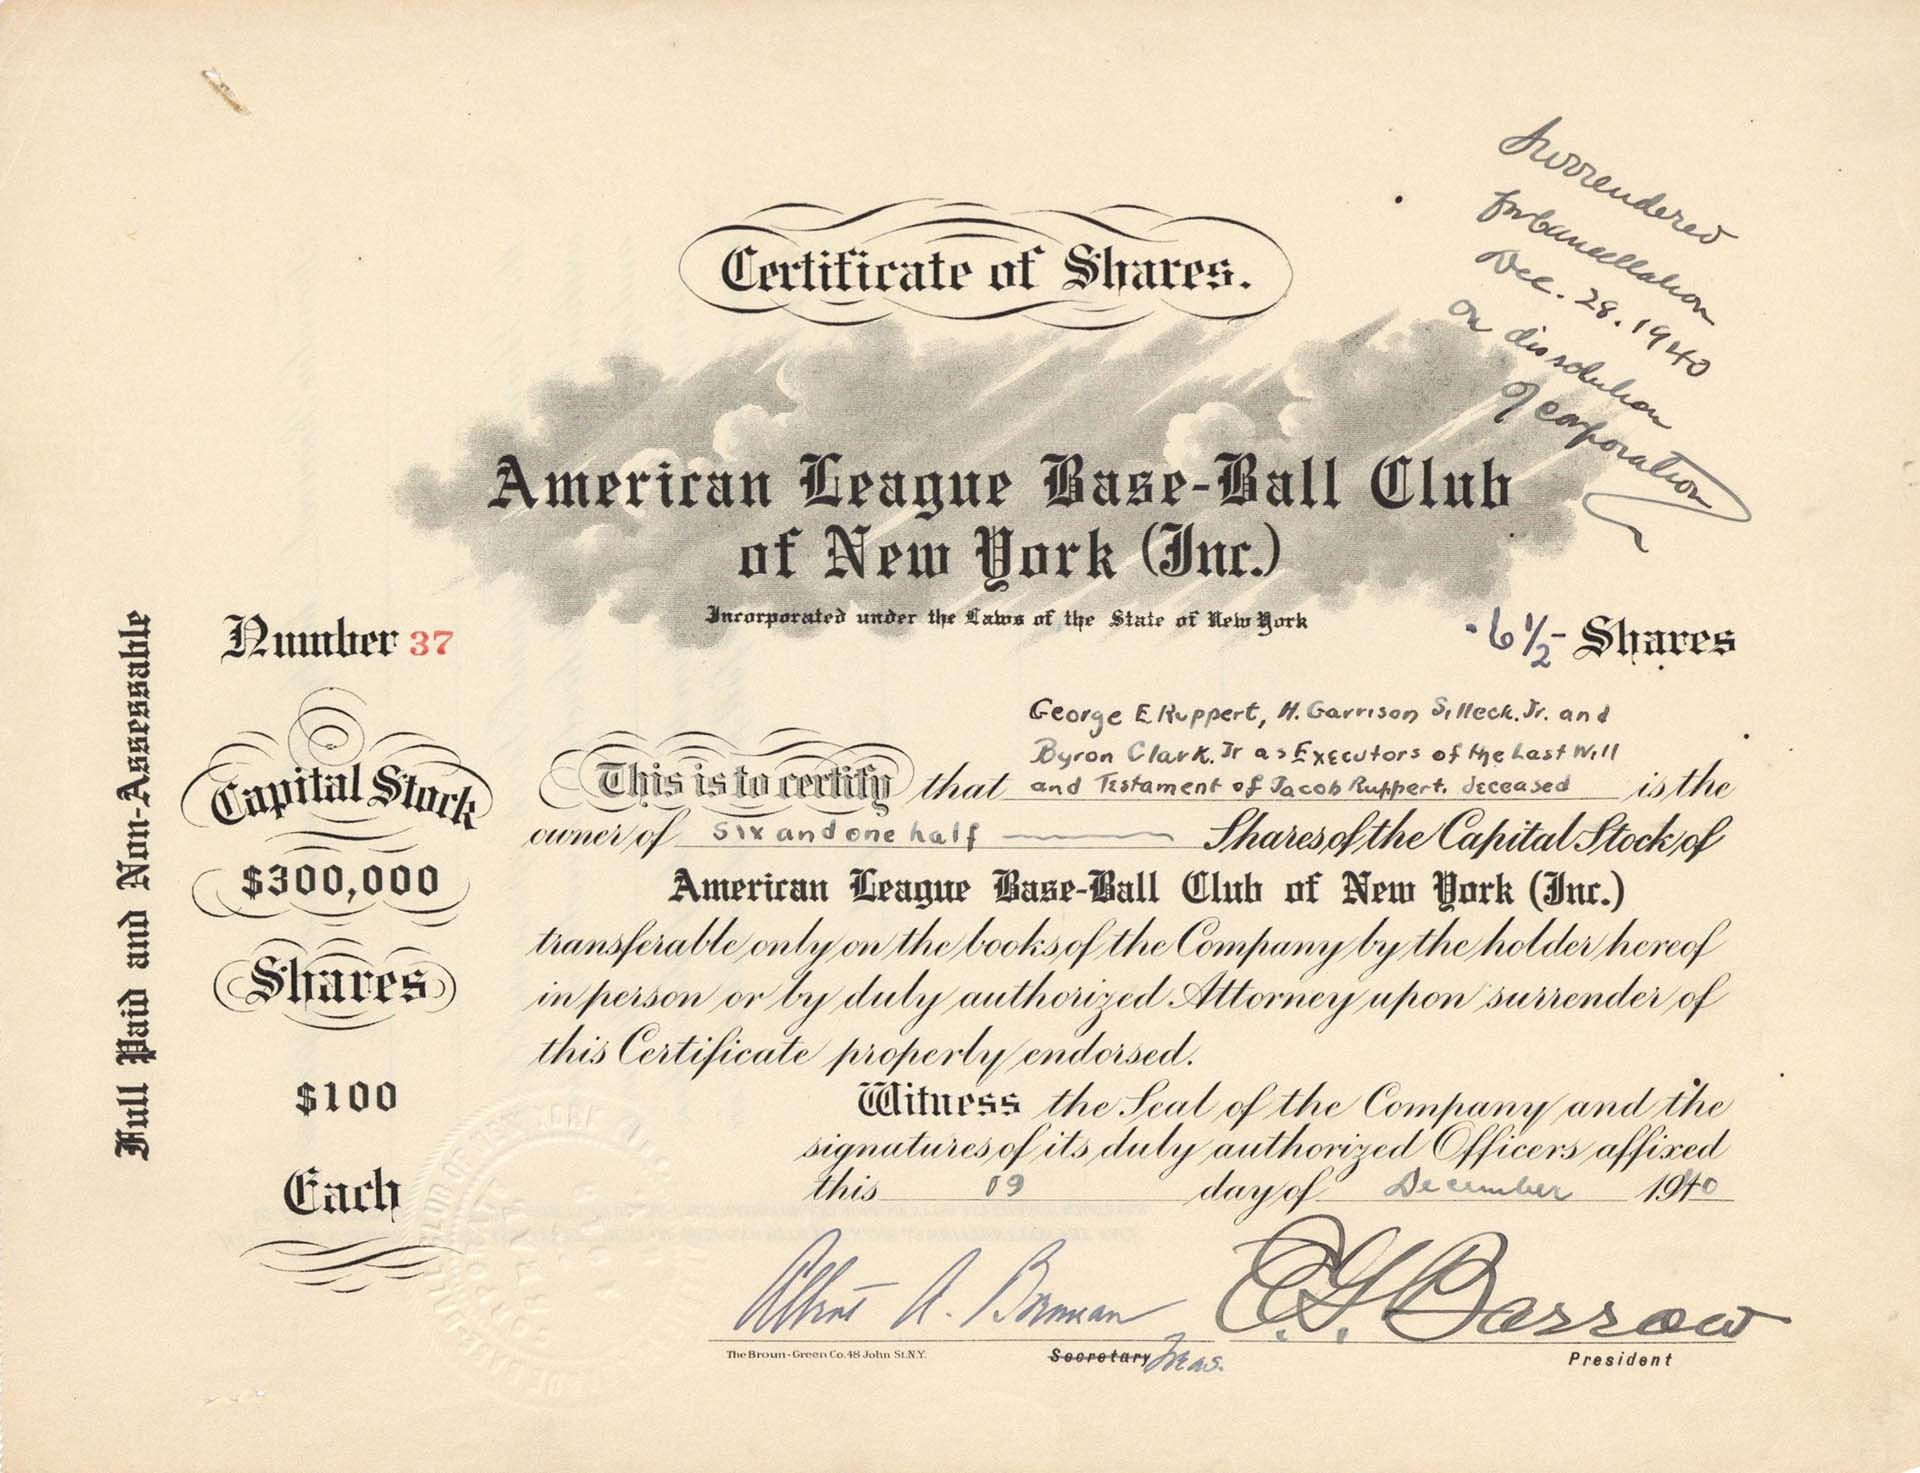 Surrendered
for Cancellation
Dec. 28. 1940
on dissolution
of corporation
Certificate of Shares.
American League Base-Ball Club
of New York (Inc.)
Incorporated under the Laws of the State of New York
Number 37
6 1/2 - Shares
Full Paid and Non-Assessable
Capital Stock
$300,000
Shares
$100
Each
George E Ruppert, H. Garrison Silleck. Jr. and
Byron Clark. Jr as Executors of the Last Will
This is to certify that and Testament of Jacob Ruppert. deceased is the
owner of six and one half Shares of the Capital Stock of
American League Base-Ball Club of New York (Inc.)
transferable only on the books of the Company by the holder hereof
in person or by duly authorized Attorney upon surrender of
this Certificate properly endorsed.
Witness the Seal of the Company and the
signatures of its duly authorized Officers affixed
this 19 day of December 1940
Albert A. Brennan
E. G. Barrow
The Broun-Green Co. 48 John St. N.Y.
Secretary Treas.
President